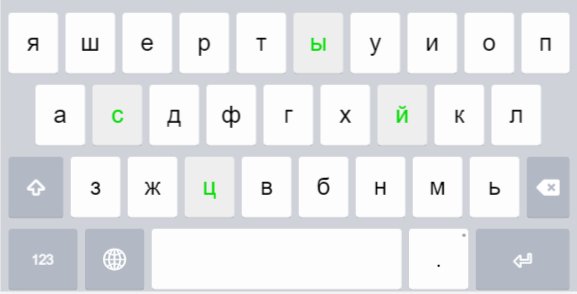 я ш е р т ы у и о п
а с д ф г х й к л
з ж ц в б н м ь
123 .